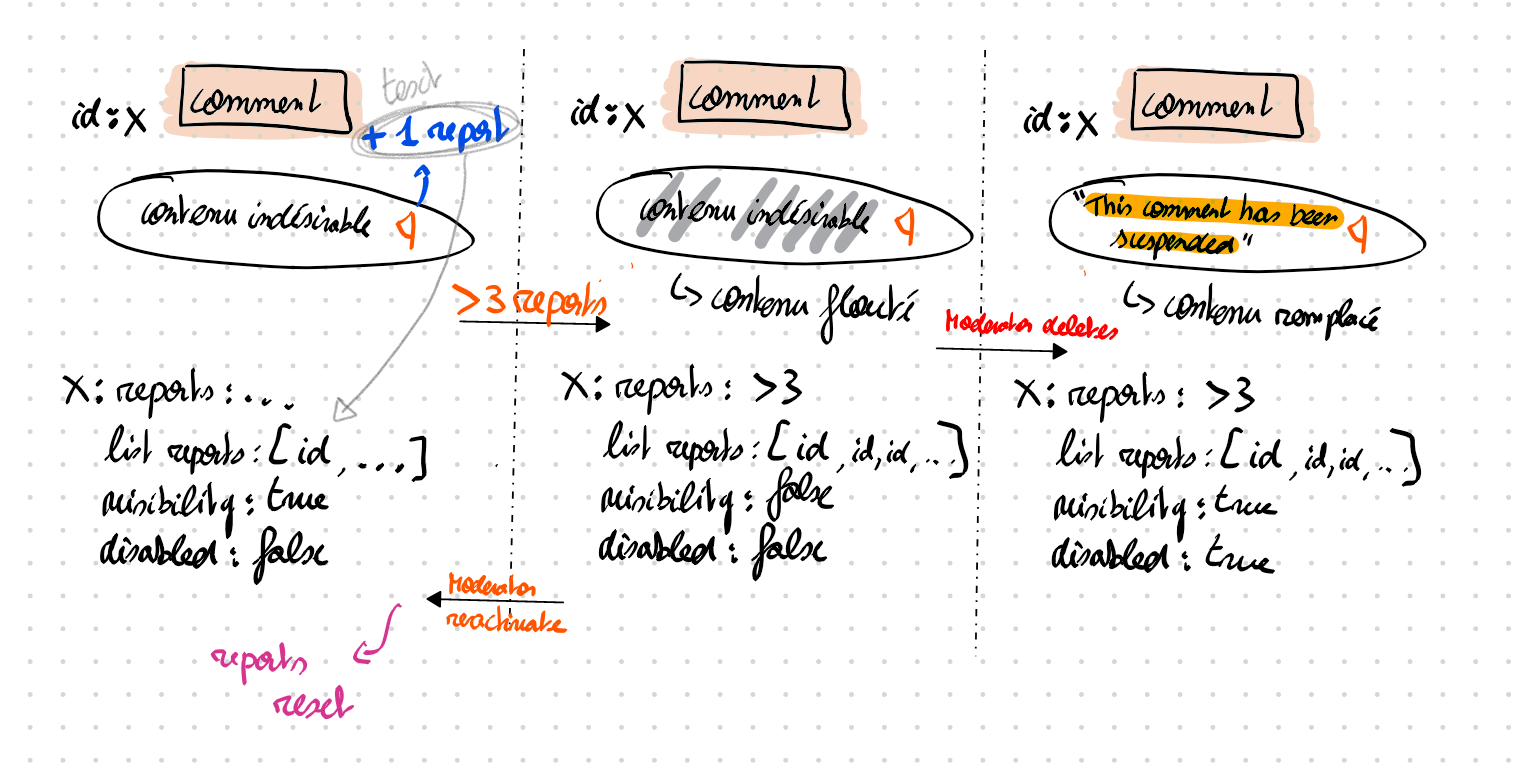 id: X
comment
+ 1 report
contenu indésirable
> 3 reports
X: reports: ...
list reports: [id, ...]
visibility: true
disabled: false
Moderator
reactivate
reports
reset
id: X
comment
contenu indésirable
↳ contenu flouté
Moderator deletes
X: reports: >3
list reports: [id, id, id, ..]
visibility: false
disabled: false
id: X
comment
"This comment has been
suspended"
↳ contenu remplacé
X: reports: >3
list reports: [id, id, id, ..]
visibility: true
disabled: true